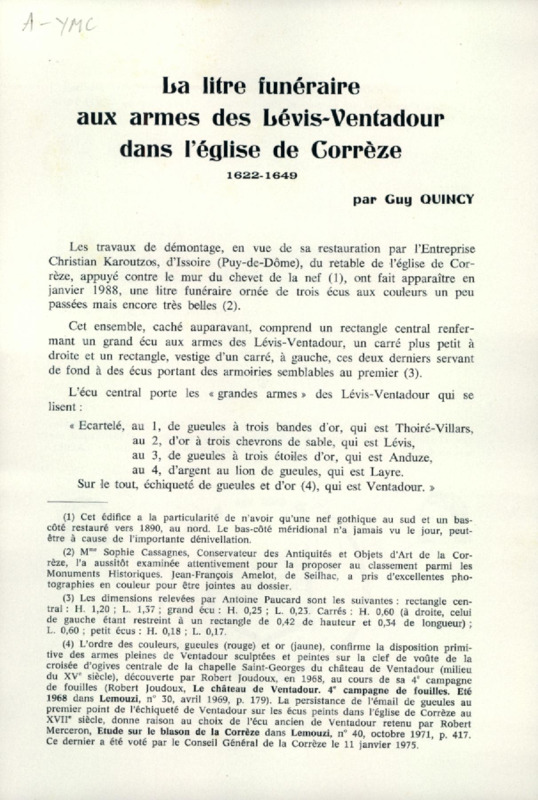 A - YMC
La litre funéraire
aux armes des Lévis-Ventadour
dans l'église de Corrèze
1622-1649
par Guy QUINCY
Les travaux de démontage, en vue de sa restauration par l'Entreprise
Christian Karoutzos, d'Issoire (Puy-de-Dôme), du retable de l'église de Cor-
rèze, appuyé contre le mur du chevet de la nef (1), ont fait apparaître en
janvier 1988, une litre funéraire ornée de trois écus aux couleurs un peu
passées mais encore très belles (2).
Cet ensemble, caché auparavant, comprend un rectangle central renfer-
mant un grand écu aux armes des Lévis-Ventadour, un carré plus petit à
droite et un rectangle, vestige d'un carré, à gauche, ces deux derniers servant
de fond à des écus portant des armoiries semblables au premier (3).
L'écu central porte les « grandes armes » des Lévis-Ventadour qui se
lisent :
« Ecartelé, au 1, de gueules à trois bandes d'or, qui est Thoiré-Villars,
au 2, d'or à trois chevrons de sable, qui est Lévis,
au 3, de gueules à trois étoiles d'or, qui est Anduze,
au 4, d'argent au lion de gueules, qui est Layre.
Sur le tout, échiqueté de gueules et d'or (4), qui est Ventadour. »
(1) Cet édifice a la particularité de n'avoir qu'une nef gothique au sud et un bas-
côté restauré vers 1890, au nord. Le bas-côté méridional n'a jamais vu le jour, peut-
être à cause de l'importante dénivellation.
(2) Mme Sophie Cassagnes, Conservateur des Antiquités et Objets d'Art de la Cor-
rèze, l'a aussitôt examinée attentivement pour la proposer au classement parmi les
Monuments Historiques. Jean-François Amelot, de Seilhac, a pris d'excellentes pho-
tographies en couleur pour être jointes au dossier.
(3) Les dimensions relevées par Antoine Paucard sont les suivantes : rectangle cen-
tral : H. 1,20 ; L. 1,37 ; grand écu : H. 0,25 ; L. 0,23. Carrés : H. 0,60 (à droite, celui
de gauche étant restreint à un rectangle de 0,42 de hauteur et 0,34 de longueur) ;
L. 0,60 ; petit écus : H. 0,18 ; L. 0,17.
(4) L'ordre des couleurs, gueules (rouge) et or (jaune), confirme la disposition primi-
tive des armes pleines de Ventadour sculptées et peintes sur la clef de voûte de la
croisée d'ogives centrale de la chapelle Saint-Georges du château de Ventadour (milieu
du XVe siècle), découverte par Robert Joudoux, en 1968, au cours de sa 4e campagne
de fouilles (Robert Joudoux, Le château de Ventadour. 4e campagne de fouilles. Eté
1968 dans Lemouzi, n° 30, avril 1969, p. 179). La persistance de l'émail de gueules au
premier point de l'échiqueté de Ventadour sur les écus peints dans l'église de Corrèze au
XVIIe siècle, donne raison au choix de l'écu ancien de Ventadour retenu par Robert
Merceron, Etude sur le blason de la Corrèze dans Lemouzi, n° 40, octobre 1971, p. 417.
Ce dernier a été voté par le Conseil Général de la Corrèze le 11 janvier 1975.